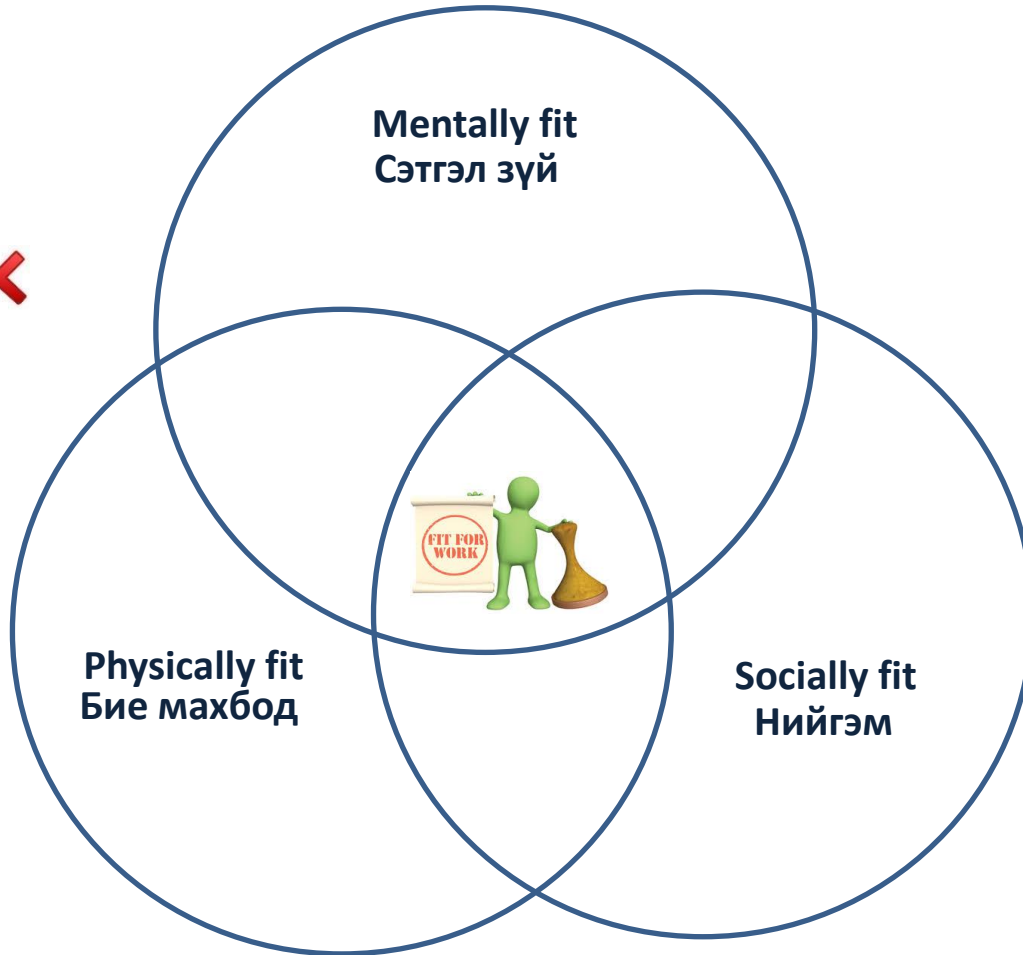 Mentally fit
Сэтгэл зүй
FIT FOR
WORK
Physically fit
Бие махбод
Socially fit
Нийгэм